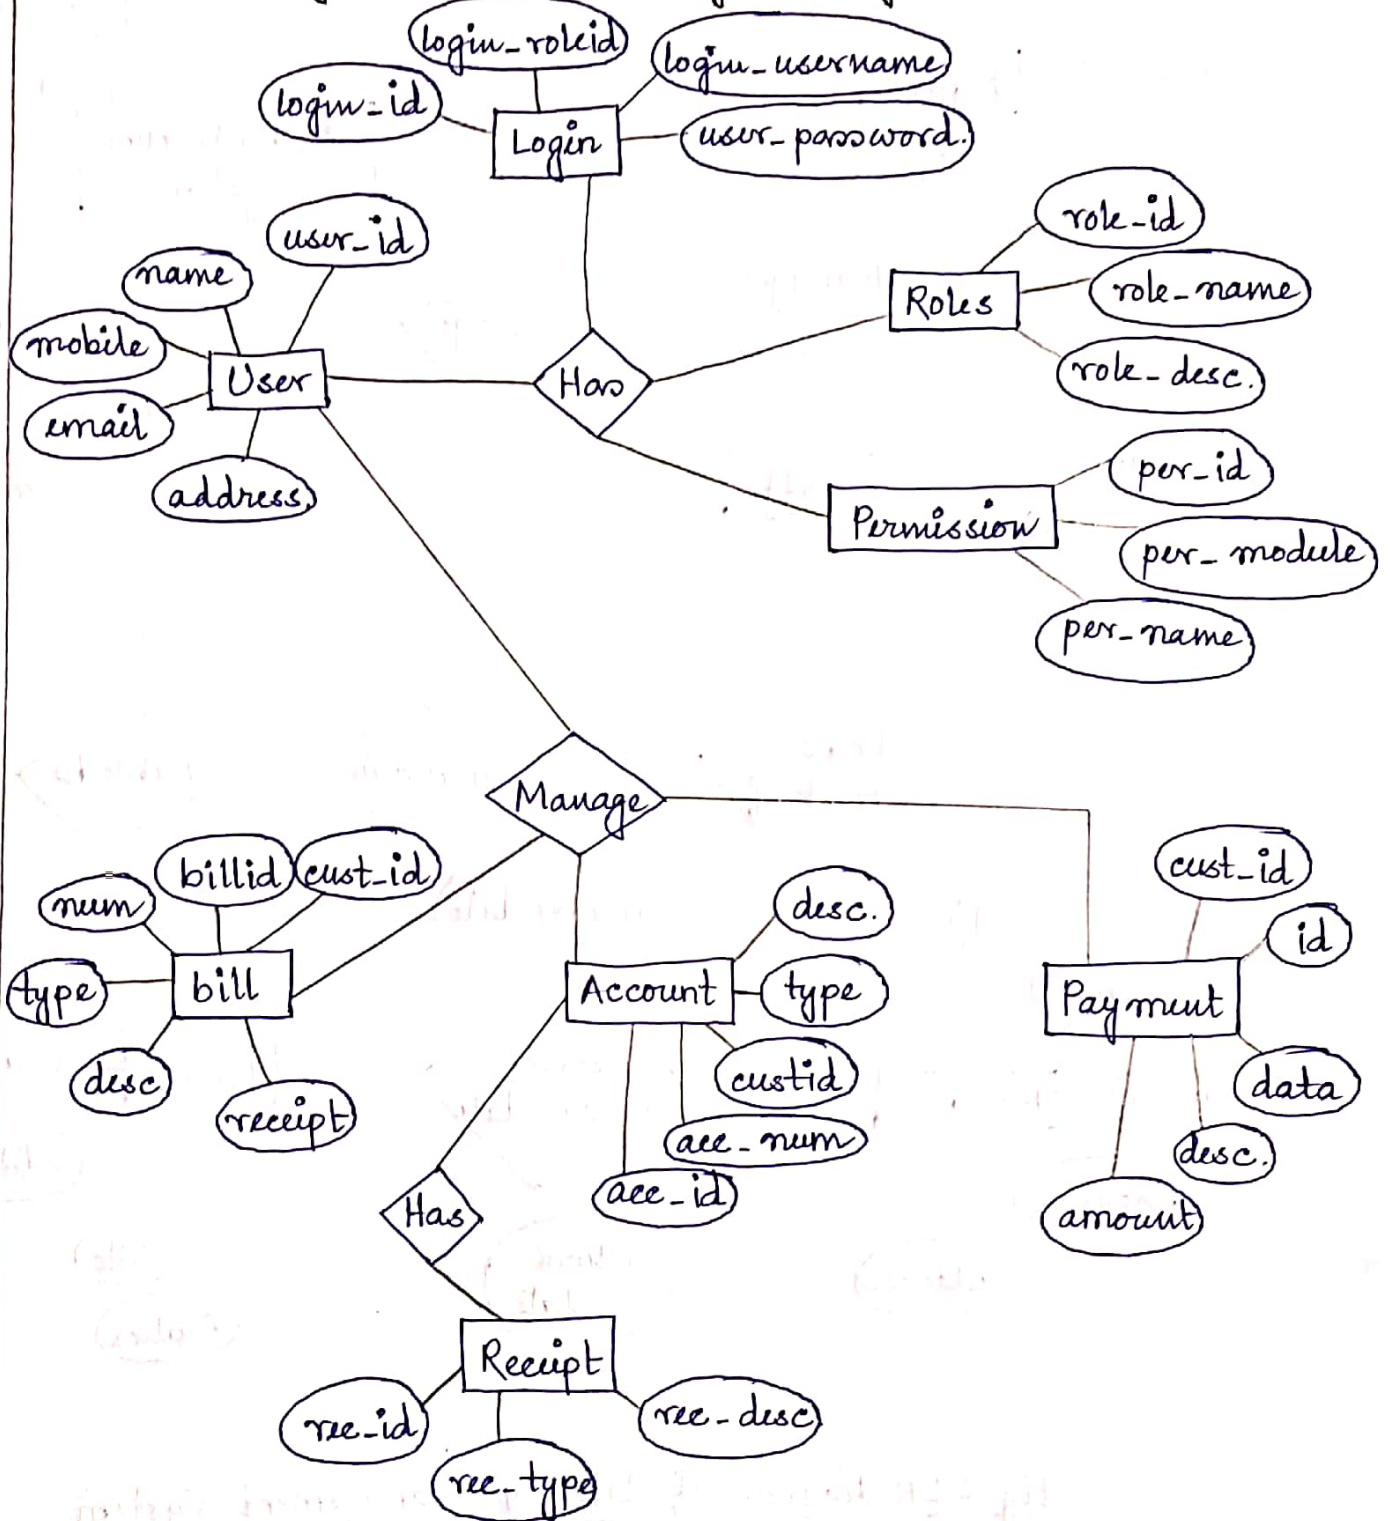 login_roleid
login_username
login_id
Login
user_password.
user_id
role_id
name
role_name
Roles
mobile
User
Has
role_desc.
email
per_id
address
Permission
per_module
per_name
Manage
billid
cust_id
cust_id
num
desc.
id
type
bill
Account
type
Payment
desc
custid
data
receipt
acc_num
desc.
acc_id
Has
amount
Receipt
rec_id
rec_desc
rec_type